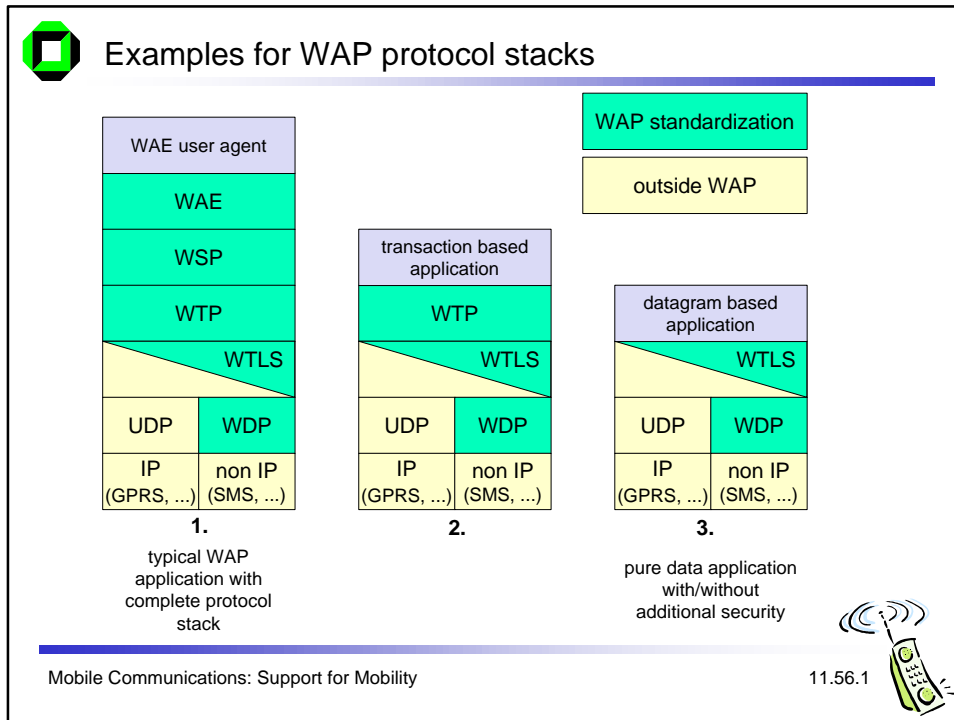 Examples for WAP protocol stacks
WAP standardization
outside WAP
WAE user agent
WAE
WSP
WTP
WTLS
UDP
WDP
IP
(GPRS, ...)
non IP
(SMS, ...)
1.
typical WAP
application with
complete protocol
stack
transaction based
application
WTP
WTLS
UDP
WDP
IP
(GPRS, ...)
non IP
(SMS, ...)
2.
datagram based
application
WTLS
UDP
WDP
IP
(GPRS, ...)
non IP
(SMS, ...)
3.
pure data application
with/without
additional security
Mobile Communications: Support for Mobility
11.56.1